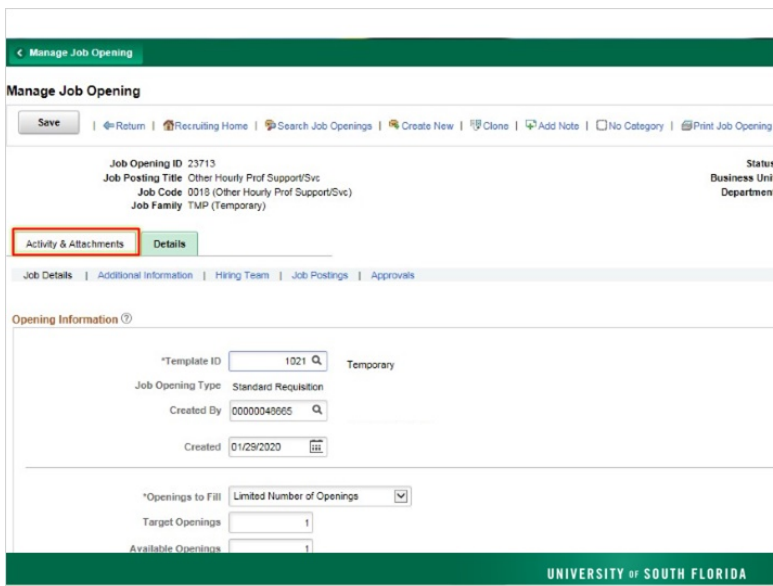 Manage Job Opening
Manage Job Opening
Save | Return | Recruiting Home | Search Job Openings | Create New | Clone | Add Note | No Category | Print Job Opening
Job Opening ID 23713 Status
Job Posting Title Other Hourly Prof Support/Svc Business Uni
Job Code 0018 (Other Hourly Prof Support/Svc) Department
Job Family TMP (Temporary)
Activity & Attachments Details
Job Details | Additional Information | Hiring Team | Job Postings | Approvals
Opening Information
*Template ID 1021 Temporary
Job Opening Type Standard Requisition
Created By 00000048665
Created 01/29/2020
*Openings to Fill Limited Number of Openings
Target Openings 1
Available Openings 1
UNIVERSITY OF SOUTH FLORIDA